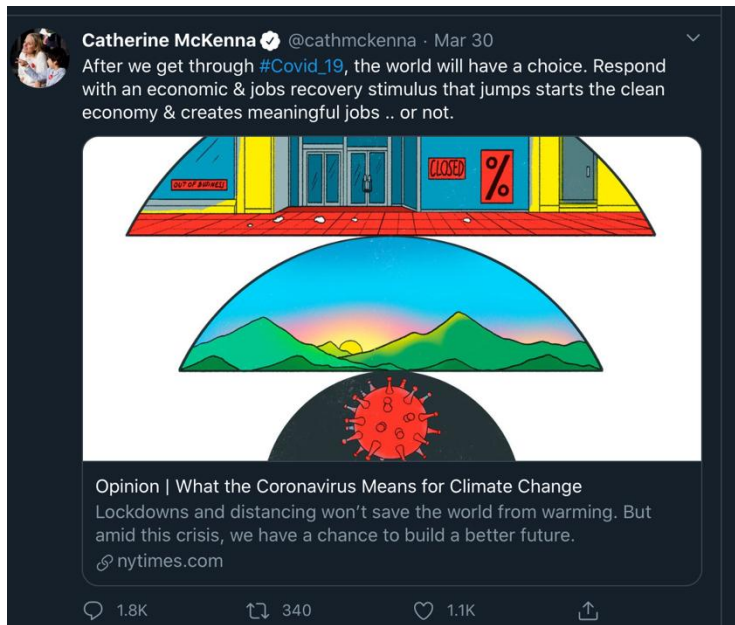 Catherine McKenna @cathmckenna · Mar 30
After we get through #Covid_19, the world will have a choice. Respond
with an economic & jobs recovery stimulus that jumps starts the clean
economy & creates meaningful jobs .. or not.
OUT OF BUSINESS
CLOSED
%
Opinion | What the Coronavirus Means for Climate Change
Lockdowns and distancing won't save the world from warming. But
amid this crisis, we have a chance to build a better future.
nytimes.com
1.8K 340 1.1K